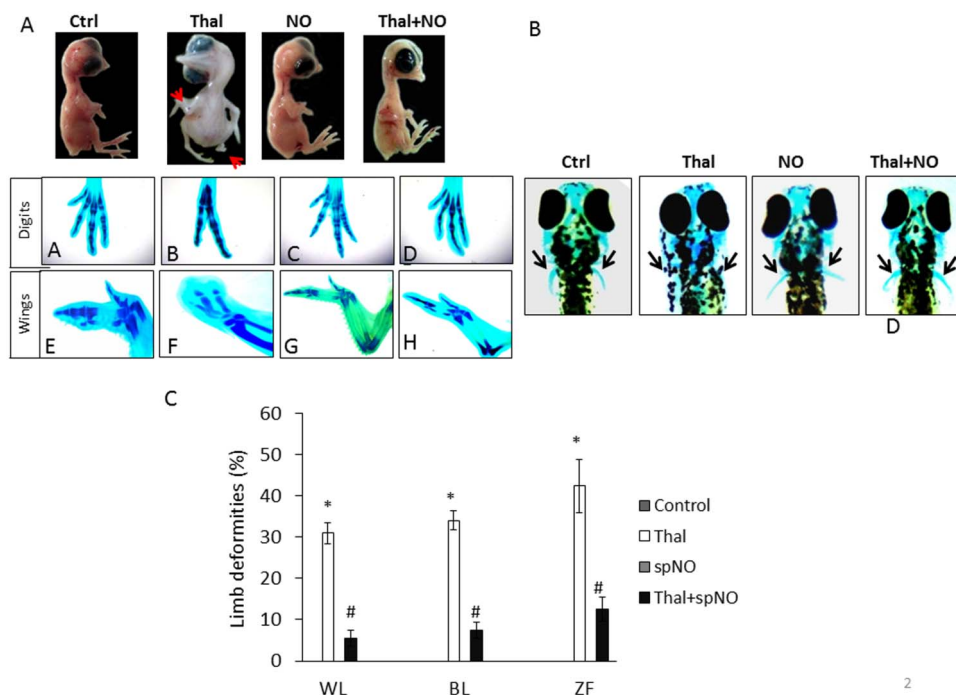 A
Ctrl
Thal
NO
Thal+NO
Digits
A
B
C
D
Wings
E
F
G
H
B
Ctrl
Thal
NO
Thal+NO
D
C
Limb deformities (%)
60
50
40
30
20
10
0
*
#
*
#
*
#
WL
BL
ZF
Control
Thal
spNO
Thal+spNO
2